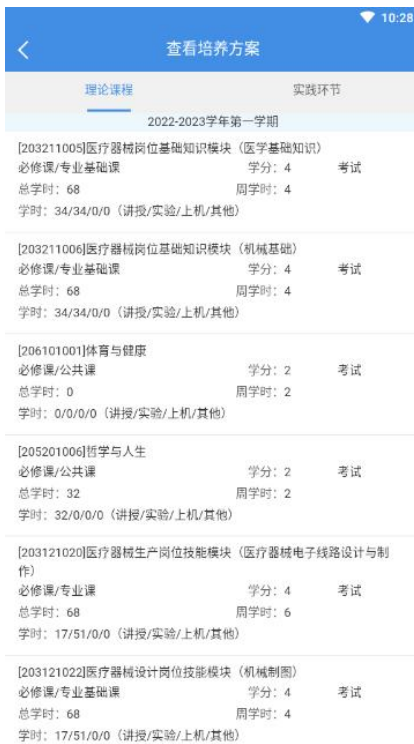 10:28
查看培养方案
理论课程 实践环节
2022-2023学年第一学期
[203211005]医疗器械岗位基础知识模块（医学基础知识）
必修课/专业基础课 学分：4 考试
总学时：68 周学时：4
学时：34/34/0/0（讲授/实验/上机/其他）
[203211006]医疗器械岗位基础知识模块（机械基础）
必修课/专业基础课 学分：4 考试
总学时：68 周学时：4
学时：34/34/0/0（讲授/实验/上机/其他）
[206101001]体育与健康
必修课/公共课 学分：2 考试
总学时：0 周学时：2
学时：0/0/0/0（讲授/实验/上机/其他）
[205201006]哲学与人生
必修课/公共课 学分：2 考试
总学时：32 周学时：2
学时：32/0/0/0（讲授/实验/上机/其他）
[203121020]医疗器械生产岗位技能模块（医疗器械电子线路设计与制
作）
必修课/专业课 学分：4 考试
总学时：68 周学时：6
学时：17/51/0/0（讲授/实验/上机/其他）
[203121022]医疗器械设计岗位技能模块（机械制图）
必修课/专业基础课 学分：4 考试
总学时：68 周学时：4
学时：17/51/0/0（讲授/实验/上机/其他）